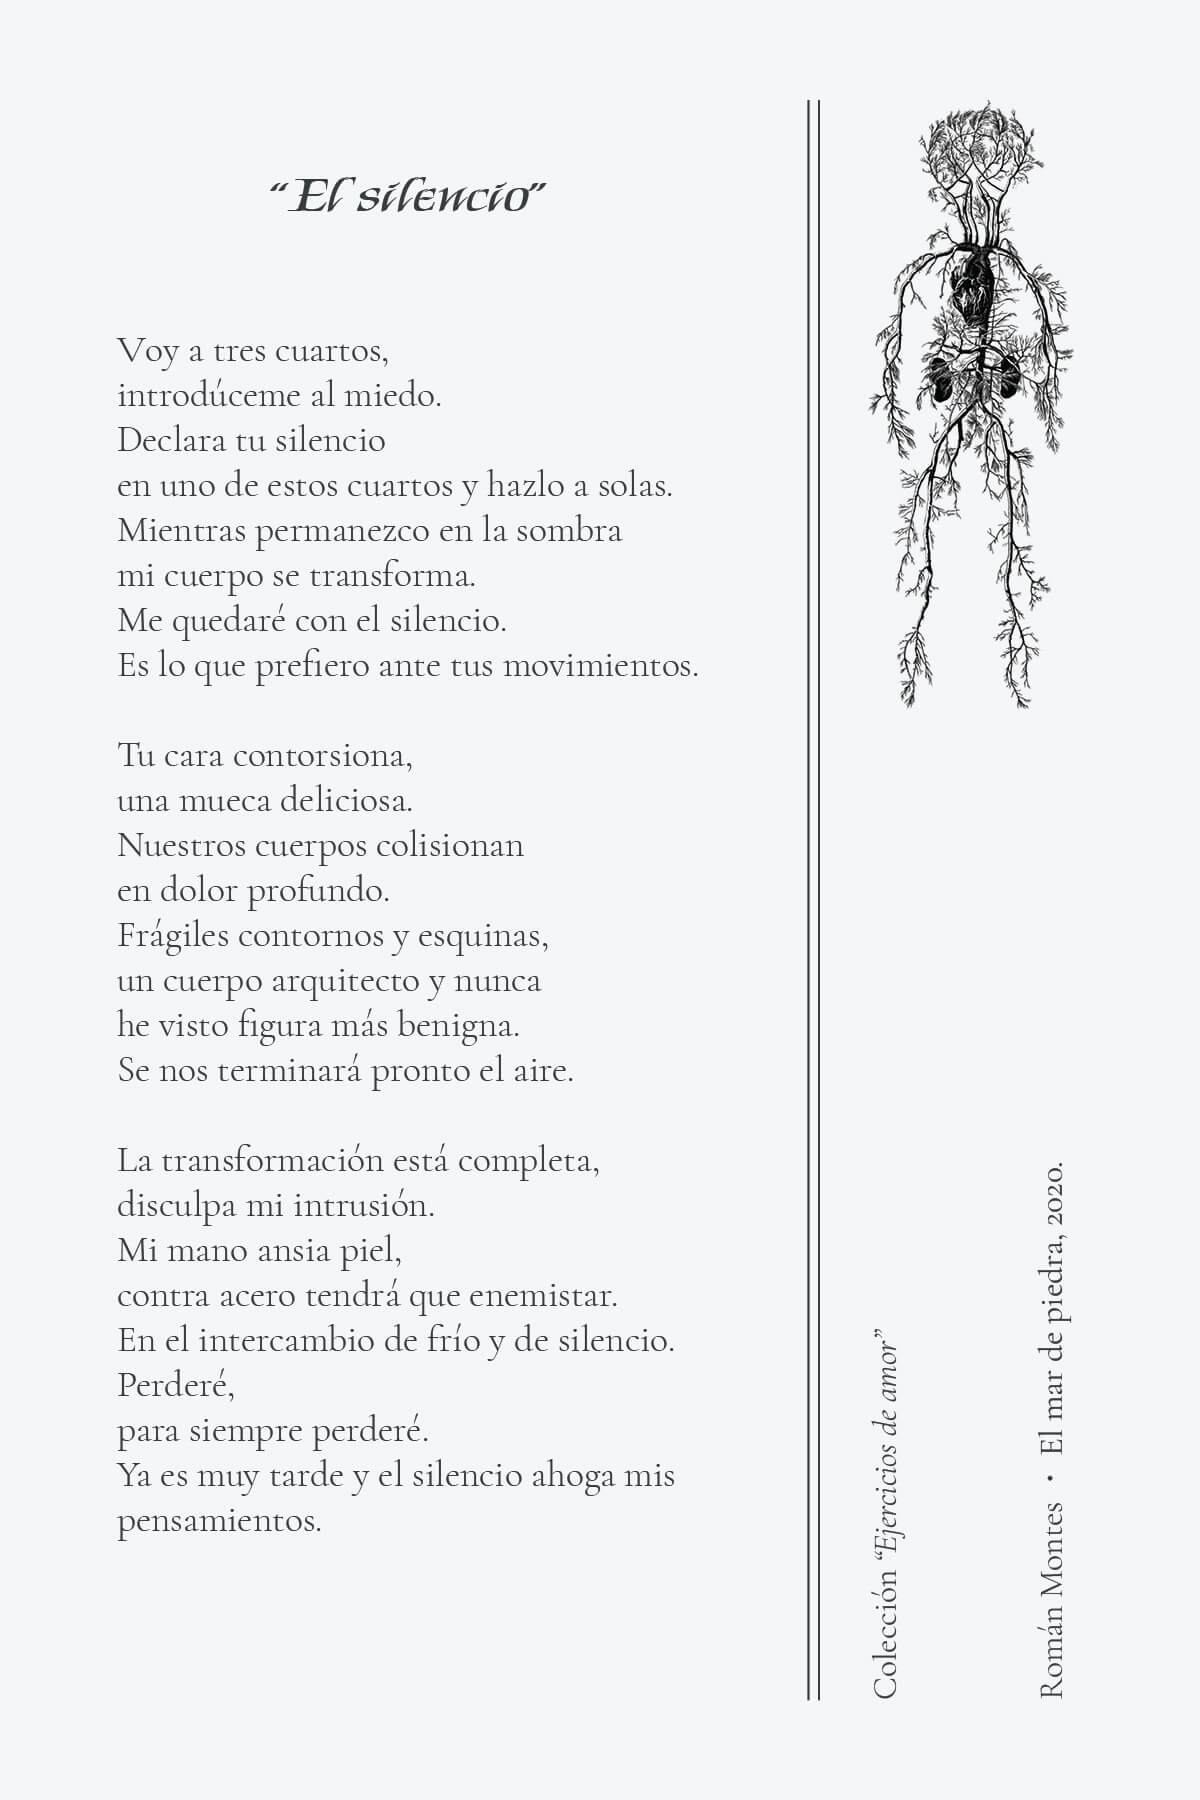 “El silencio”
Voy a tres cuartos,
introdúceme al miedo.
Declara tu silencio
en uno de estos cuartos y hazlo a solas.
Mientras permanezco en la sombra
mi cuerpo se transforma.
Me quedaré con el silencio.
Es lo que prefiero ante tus movimientos.
Tu cara contorsiona,
una mueca deliciosa.
Nuestros cuerpos colisionan
en dolor profundo.
Frágiles contornos y esquinas,
un cuerpo arquitecto y nunca
he visto figura más benigna.
Se nos terminará pronto el aire.
La transformación está completa,
disculpa mi intrusión.
Mi mano ansia piel,
contra acero tendrá que enemistar.
En el intercambio de frío y de silencio.
Perderé,
para siempre perderé.
Ya es muy tarde y el silencio ahoga mis
pensamientos.
Colección “Ejercicios de amor”
Román Montes • El mar de piedra, 2020.